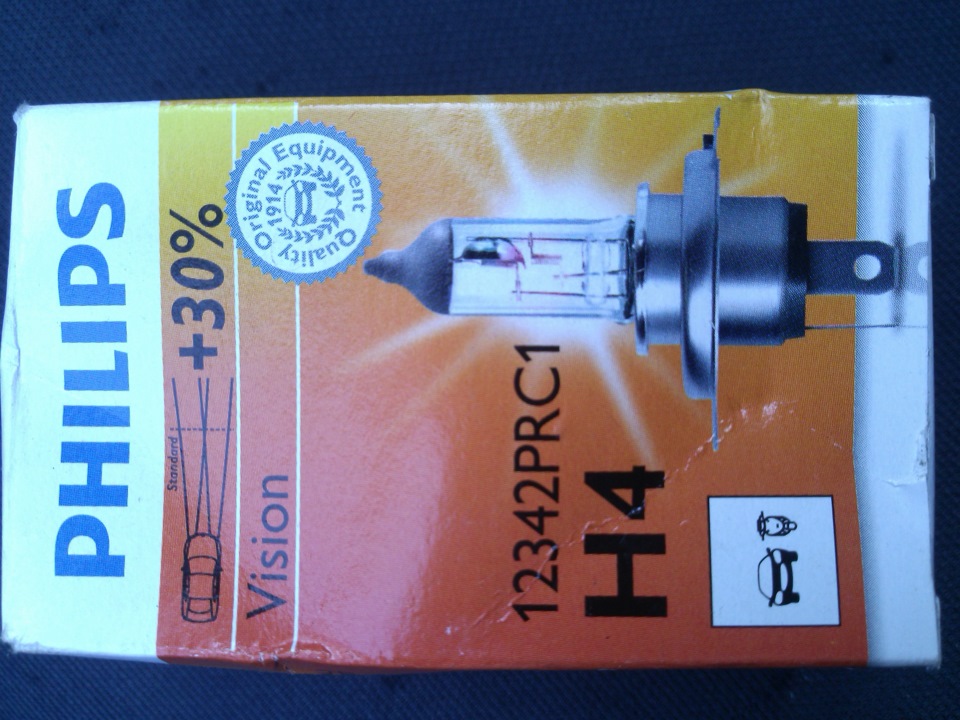 PHILIPS
Standard
+30%
Vision
Original Equipment
1914
Quality
12342PRC1
H4